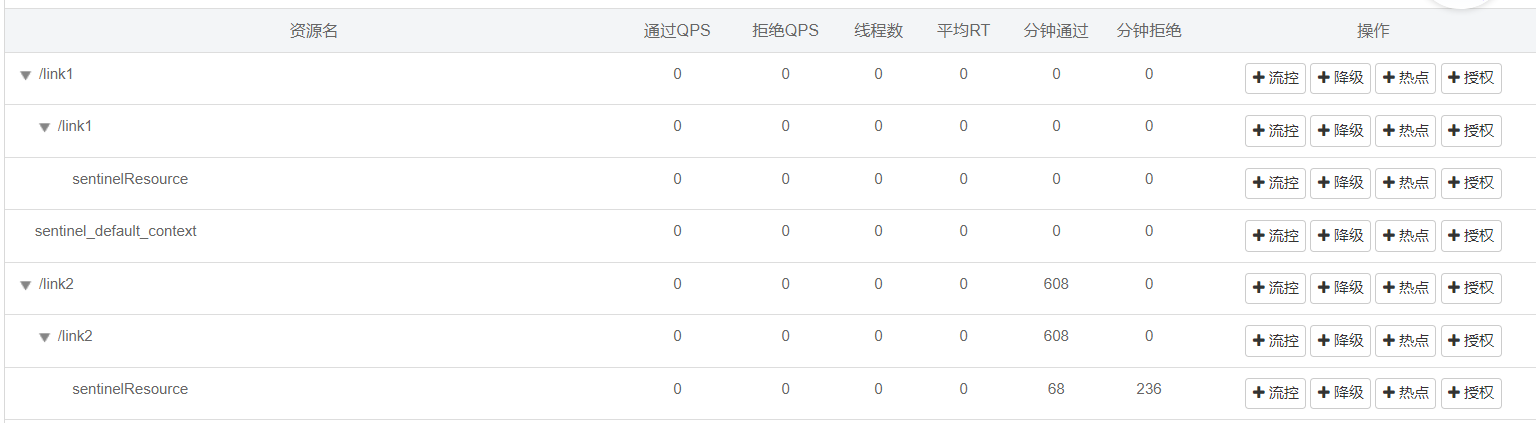 资源名 通过QPS 拒绝QPS 线程数 平均RT 分钟通过 分钟拒绝 操作
/link1 0 0 0 0 0 0 流控 降级 热点 授权
/link1 0 0 0 0 0 0 流控 降级 热点 授权
sentinelResource 0 0 0 0 0 0 流控 降级 热点 授权
sentinel_default_context 0 0 0 0 0 0 流控 降级 热点 授权
/link2 0 0 0 0 608 0 流控 降级 热点 授权
/link2 0 0 0 0 608 0 流控 降级 热点 授权
sentinelResource 0 0 0 0 68 236 流控 降级 热点 授权